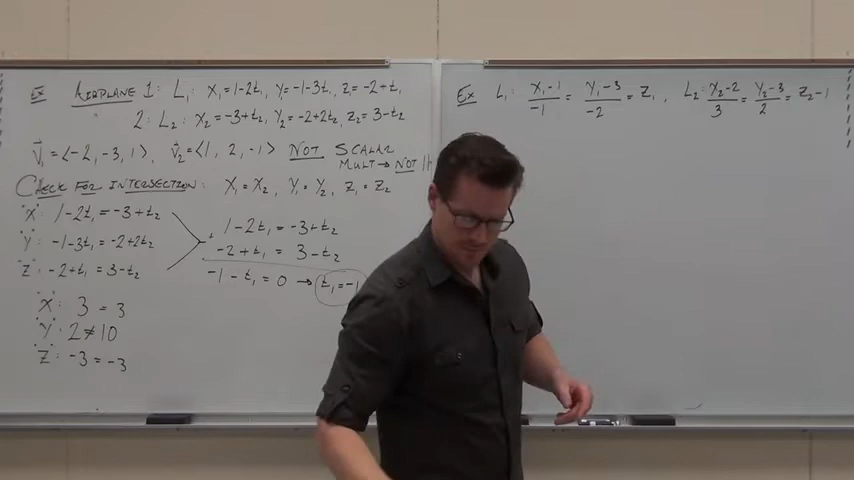 Ex AIRPLANE 1: L₁: X₁=1-2t₁, Y₁=-1-3t₁, Z₁=-2+t₁
2: L₂: X₂=-3+t₂, Y₂=-2+2t₂, Z₂=3-t₂
V⃗₁=<-2,-3,1>, V⃗₂=<1,2,-1> NOT SCALAR
MULT→NOT ∥
CHECK FOR INTERSECTION: X₁=X₂, Y₁=Y₂, Z₁=Z₂
"X": 1-2t₁=-3+t₂
"Y": -1-3t₁=-2+2t₂
"Z": -2+t₁=3-t₂
1-2t₁=-3+t₂
+ -2+t₁=3-t₂
-1-t₁=0 → t₁=-1
"X": 3=3
"Y": 2≠10
"Z": -3=-3
Ex L₁: (X₁-1)/-1 = (Y₁-3)/-2 = Z₁, L₂: (X₂-2)/3 = (Y₂-3)/2 = Z₂-1